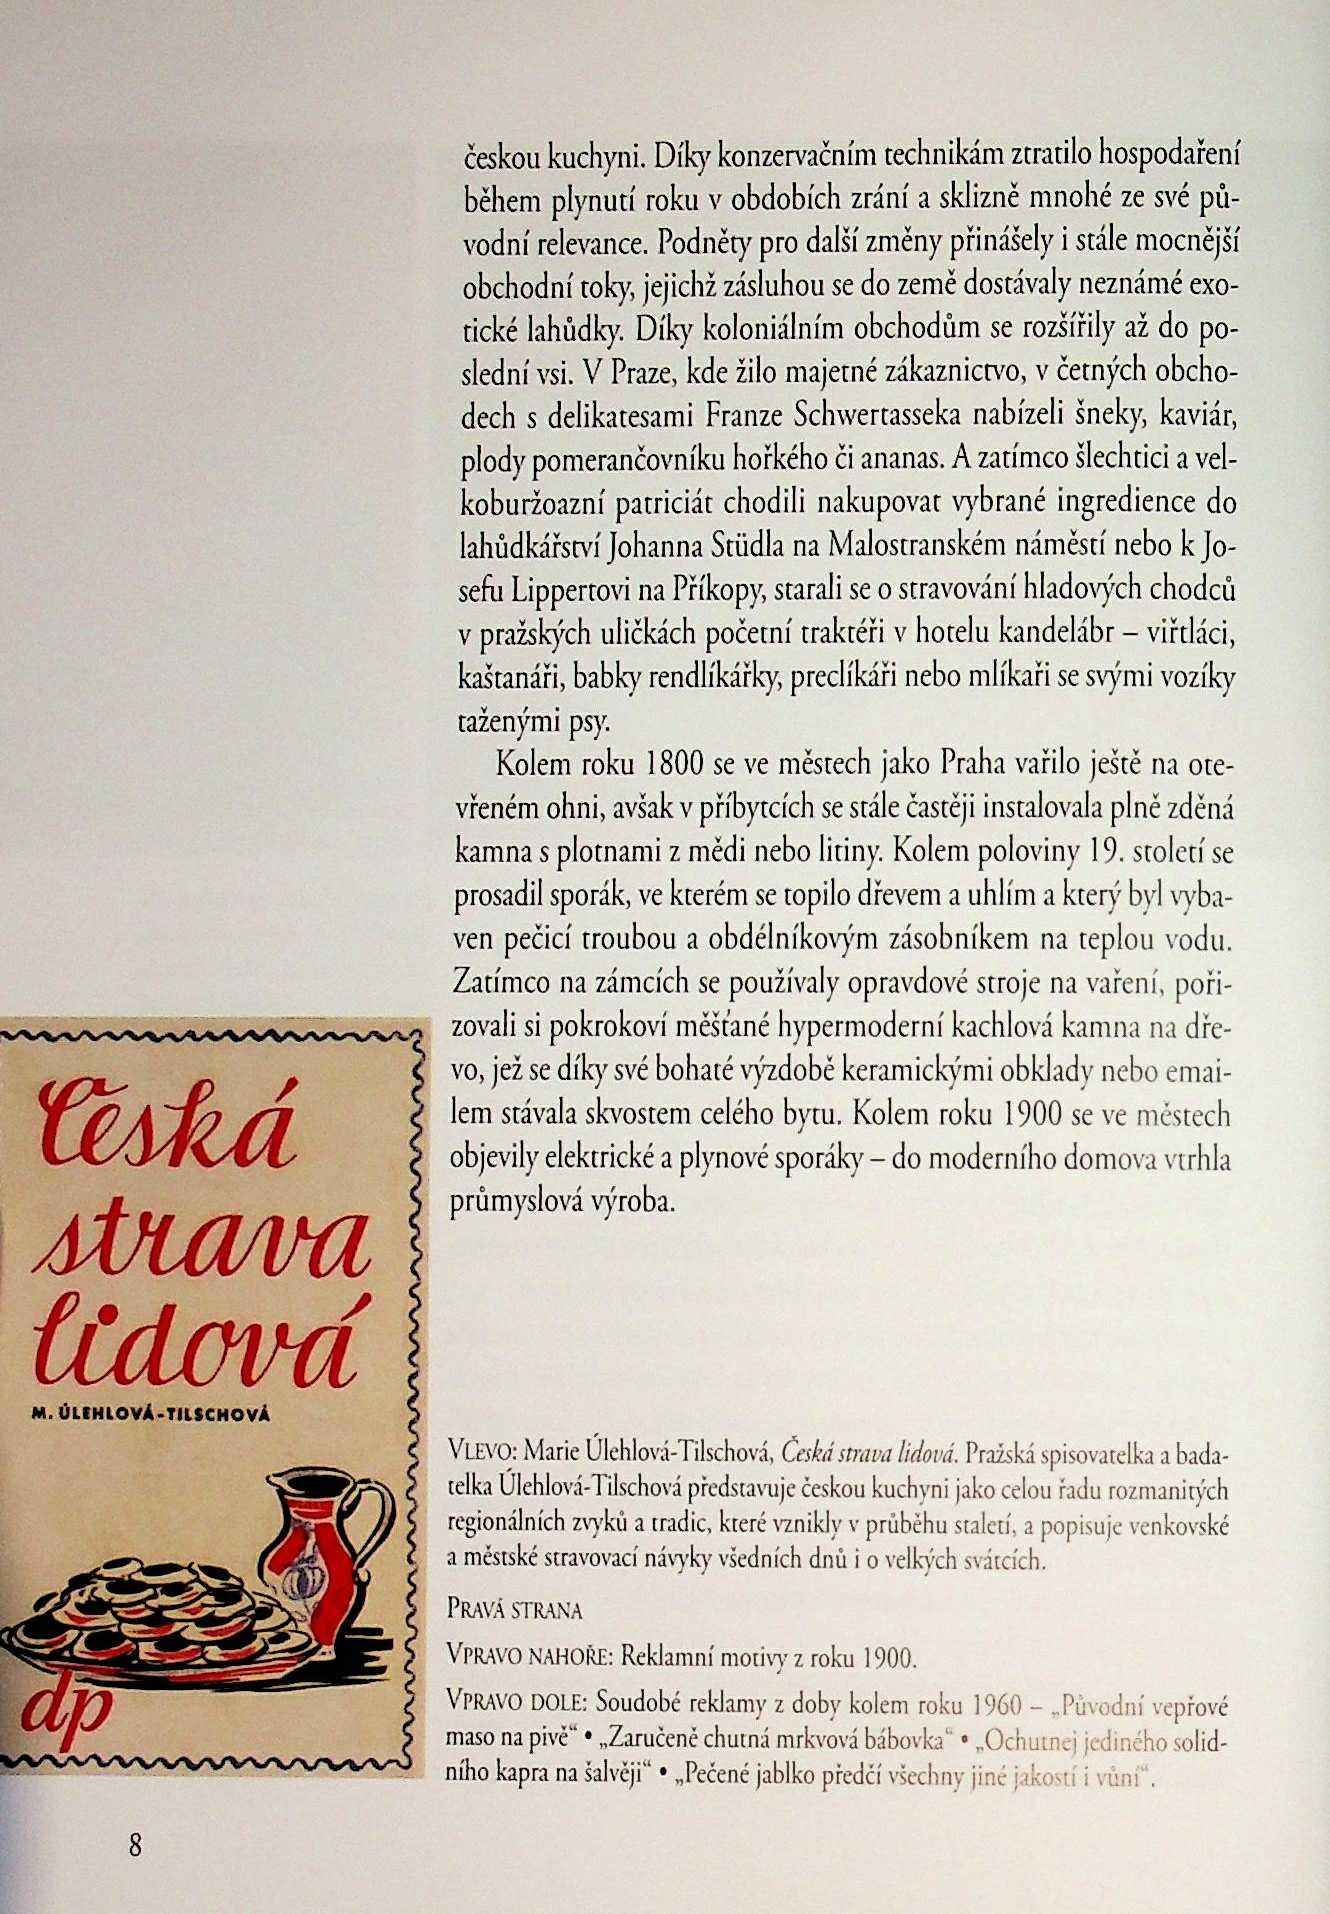 českou kuchyni. Díky konzervačním technikám ztratilo hospodaření
během plynutí roku v obdobích zrání a sklizně mnohé ze své pů-
vodní relevance. Podněty pro další změny přinášely i stále mocnější
obchodní toky, jejichž zásluhou se do země dostávaly neznámé exo-
tické lahůdky. Díky koloniálním obchodům se rozšířily až do po-
slední vsi. V Praze, kde žilo majetné zákaznictvo, v četných obcho-
dech s delikatesami Franze Schwertasseka nabízeli šneky, kaviár,
plody pomerančovníku hořkého či ananas. A zatímco šlechtici a vel-
koburžoazní patriciát chodili nakupovat vybrané ingredience do
lahůdkářství Johanna Stüdla na Malostranském náměstí nebo k Jo-
sefu Lippertovi na Příkopy, starali se o stravování hladových chodců
v pražských uličkách početní traktéři v hotelu kandelábr – viřtláci,
kaštanáři, babky rendlíkářky, preclíkáři nebo mlíkaři se svými vozíky
taženými psy.
Kolem roku 1800 se ve městech jako Praha vařilo ještě na ote-
vřeném ohni, avšak v příbytcích se stále častěji instalovala plně zděná
kamna s plotnami z mědi nebo litiny. Kolem poloviny 19. století se
prosadil sporák, ve kterém se topilo dřevem a uhlím a který byl vyba-
ven pečicí troubou a obdélníkovým zásobníkem na teplou vodu.
Zatímco na zámcích se používaly opravdové stroje na vaření, poři-
zovali si pokrokoví měšťané hypermoderní kachlová kamna na dře-
vo, jež se díky své bohaté výzdobě keramickými obklady nebo emai-
lem stávala skvostem celého bytu. Kolem roku 1900 se ve městech
objevily elektrické a plynové sporáky – do moderního domova vtrhla
průmyslová výroba.
Česká
strava
lidová
M. ÚLEHLOVÁ-TILSCHOVÁ
dp
VLEVO: Marie Úlehlová-Tilschová, Česká strava lidová. Pražská spisovatelka a bada-
telka Úlehlová-Tilschová představuje českou kuchyni jako celou řadu rozmanitých
regionálních zvyků a tradic, které vznikly v průběhu staletí, a popisuje venkovské
a městské stravovací návyky všedních dnů i o velkých svátcích.
PRAVÁ STRANA
VPRAVO NAHOŘE: Reklamní motivy z roku 1900.
VPRAVO DOLE: Soudobé reklamy z doby kolem roku 1960 – „Původní vepřové
maso na pivě“ • „Zaručeně chutná mrkvová bábovka“ • „Ochutnej jediného solid-
ního kapra na šalvěji“ • „Pečené jablko předčí všechny jiné jakostí i vůní“.
8